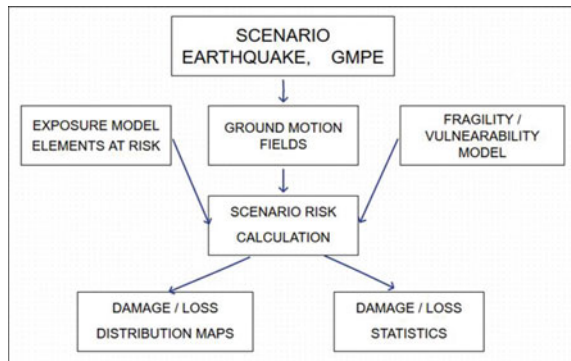 SCENARIO
EARTHQUAKE, GMPE
EXPOSURE MODEL
ELEMENTS AT RISK
GROUND MOTION
FIELDS
FRAGILITY /
VULNEARABILITY
MODEL
SCENARIO RISK
CALCULATION
DAMAGE / LOSS
DISTRIBUTION MAPS
DAMAGE / LOSS
STATISTICS